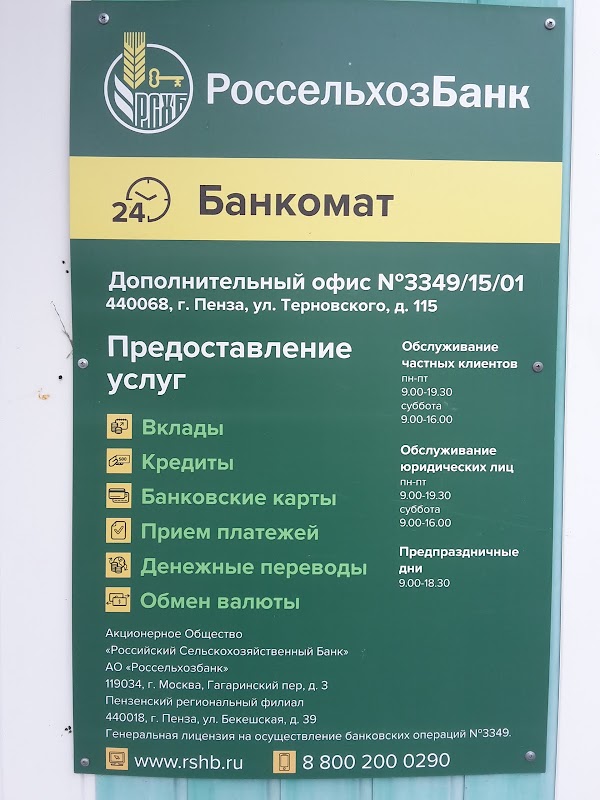 РСХБ
РоссельхозБанк
24
Банкомат
Дополнительный офис №3349/15/01
440068, г. Пенза, ул. Терновского, д. 115
Предоставление
услуг
Вклады
Кредиты
Банковские карты
Прием платежей
Денежные переводы
Обмен валюты
Обслуживание
частных клиентов
пн-пт
9.00-19.30
суббота
9.00-16.00
Обслуживание
юридических лиц
пн-пт
9.00-19.30
суббота
9.00-16.00
Предпраздничные
дни
9.00-18.30
Акционерное Общество
«Российский Сельскохозяйственный Банк»
АО «Россельхозбанк»
119034, г. Москва, Гагаринский пер, д. 3
Пензенский региональный филиал
440018, г. Пенза, ул. Бекешская, д. 39
Генеральная лицензия на осуществление банковских операций №3349.
www.rshb.ru
8 800 200 0290